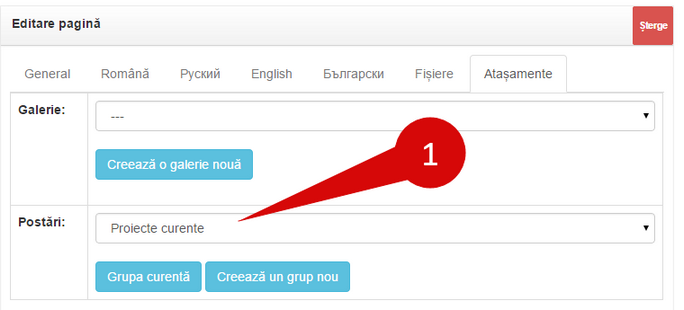 Editare pagină
Șterge
General Română Руский English Български Fișiere Atașamente
Galerie:
---
Creează o galerie nouă
1
Postări:
Proiecte curente
Grupa curentă Creează un grup nou